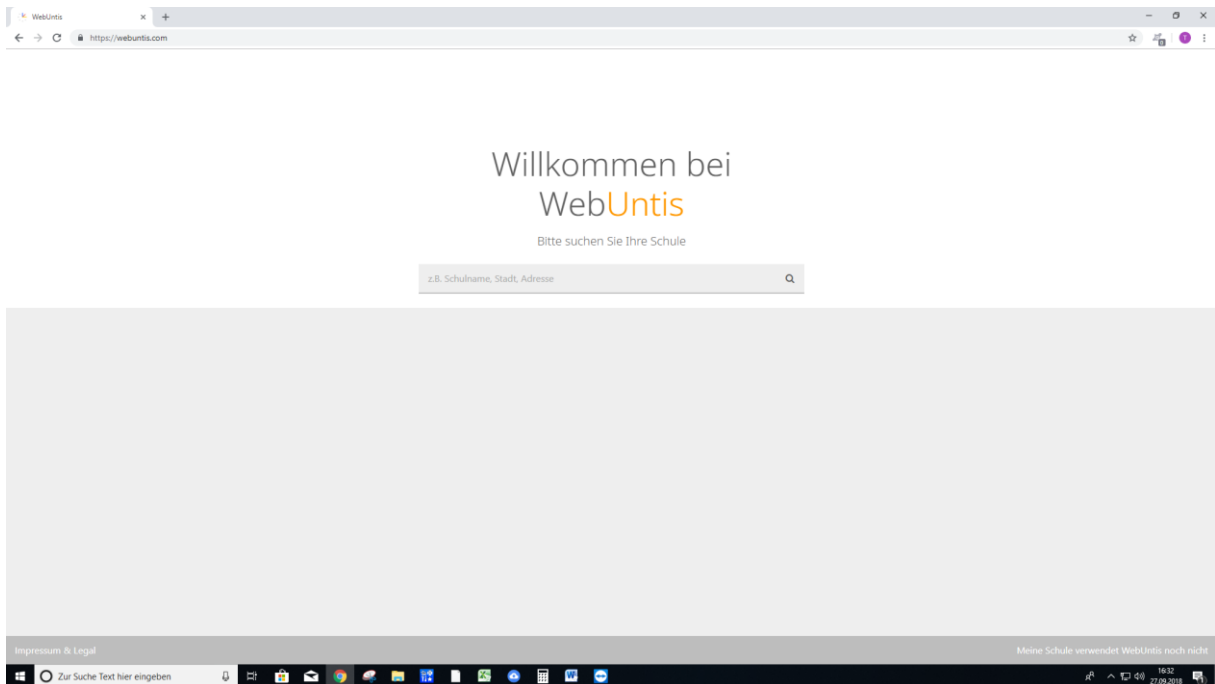 WebUntis
https://webuntis.com
Willkommen bei
WebUntis
Bitte suchen Sie Ihre Schule
z.B. Schulname, Stadt, Adresse
Impressum & Legal
Meine Schule verwendet WebUntis noch nicht
Zur Suche Text hier eingeben
16:32
27.09.2018